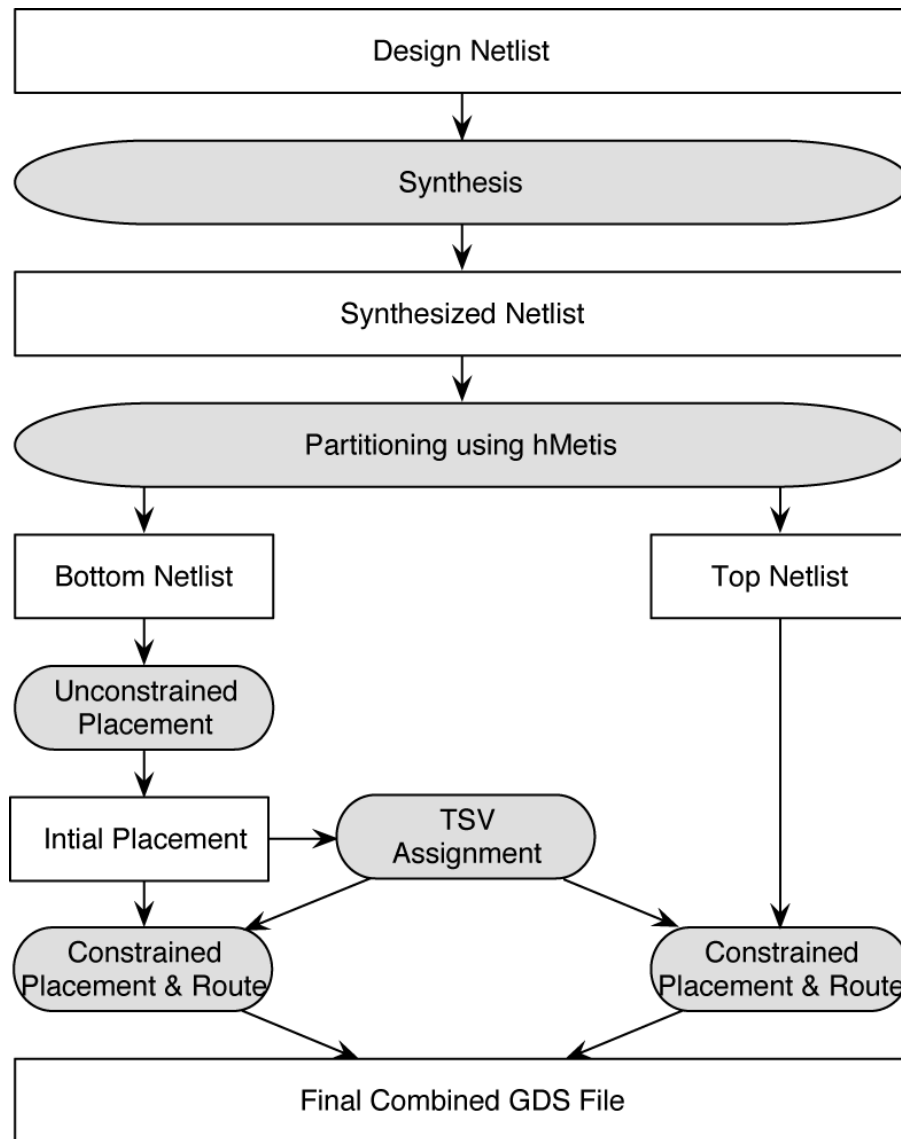 Design Netlist
Synthesis
Synthesized Netlist
Partitioning using hMetis
Bottom Netlist
Top Netlist
Unconstrained
Placement
Intial Placement
TSV
Assignment
Constrained
Placement & Route
Constrained
Placement & Route
Final Combined GDS File